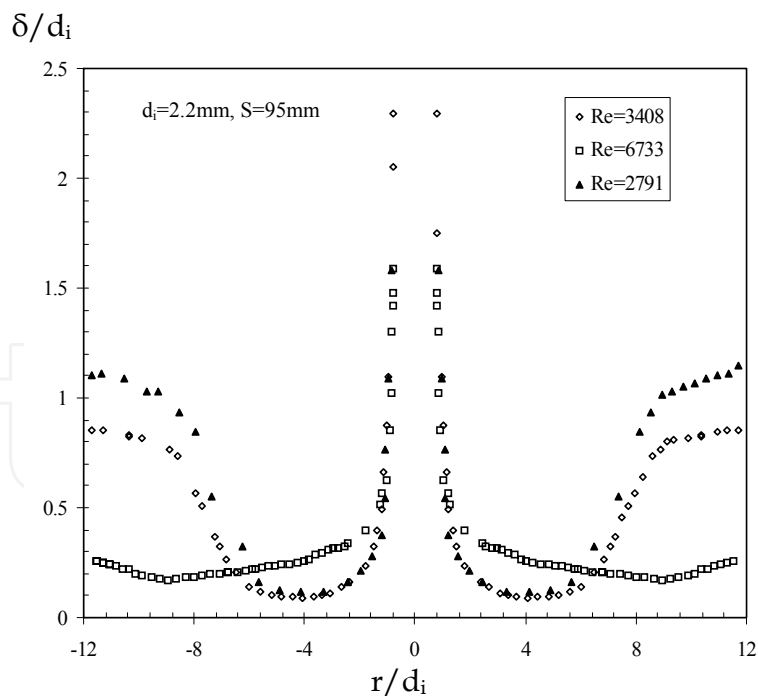 δ/dᵢ
2.5
dᵢ=2.2mm, S=95mm
Re=3408
Re=6733
Re=2791
2
1.5
1
0.5
0
-12 -8 -4 0 4 8 12
r/dᵢ